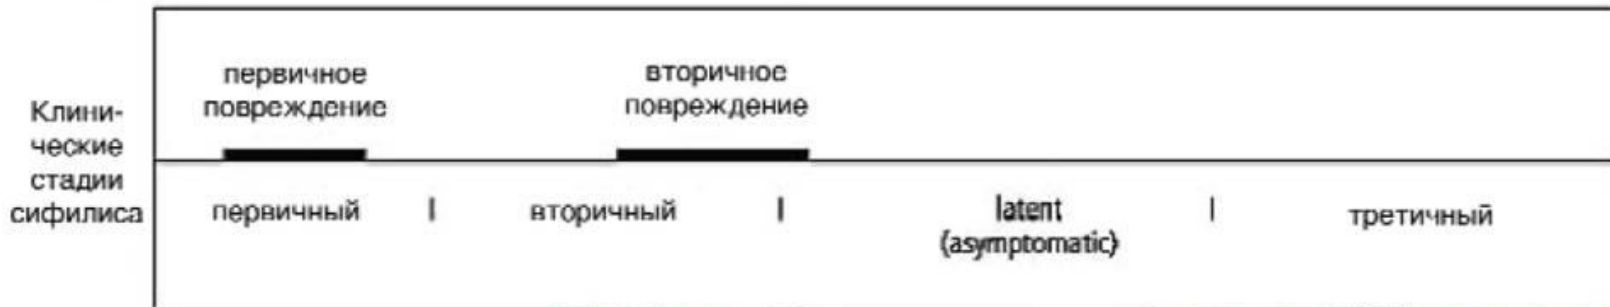 Клини-
ческие
стадии
сифилиса
первичное
повреждение
вторичное
повреждение
первичный | вторичный | latent | третичный
(asymptomatic)